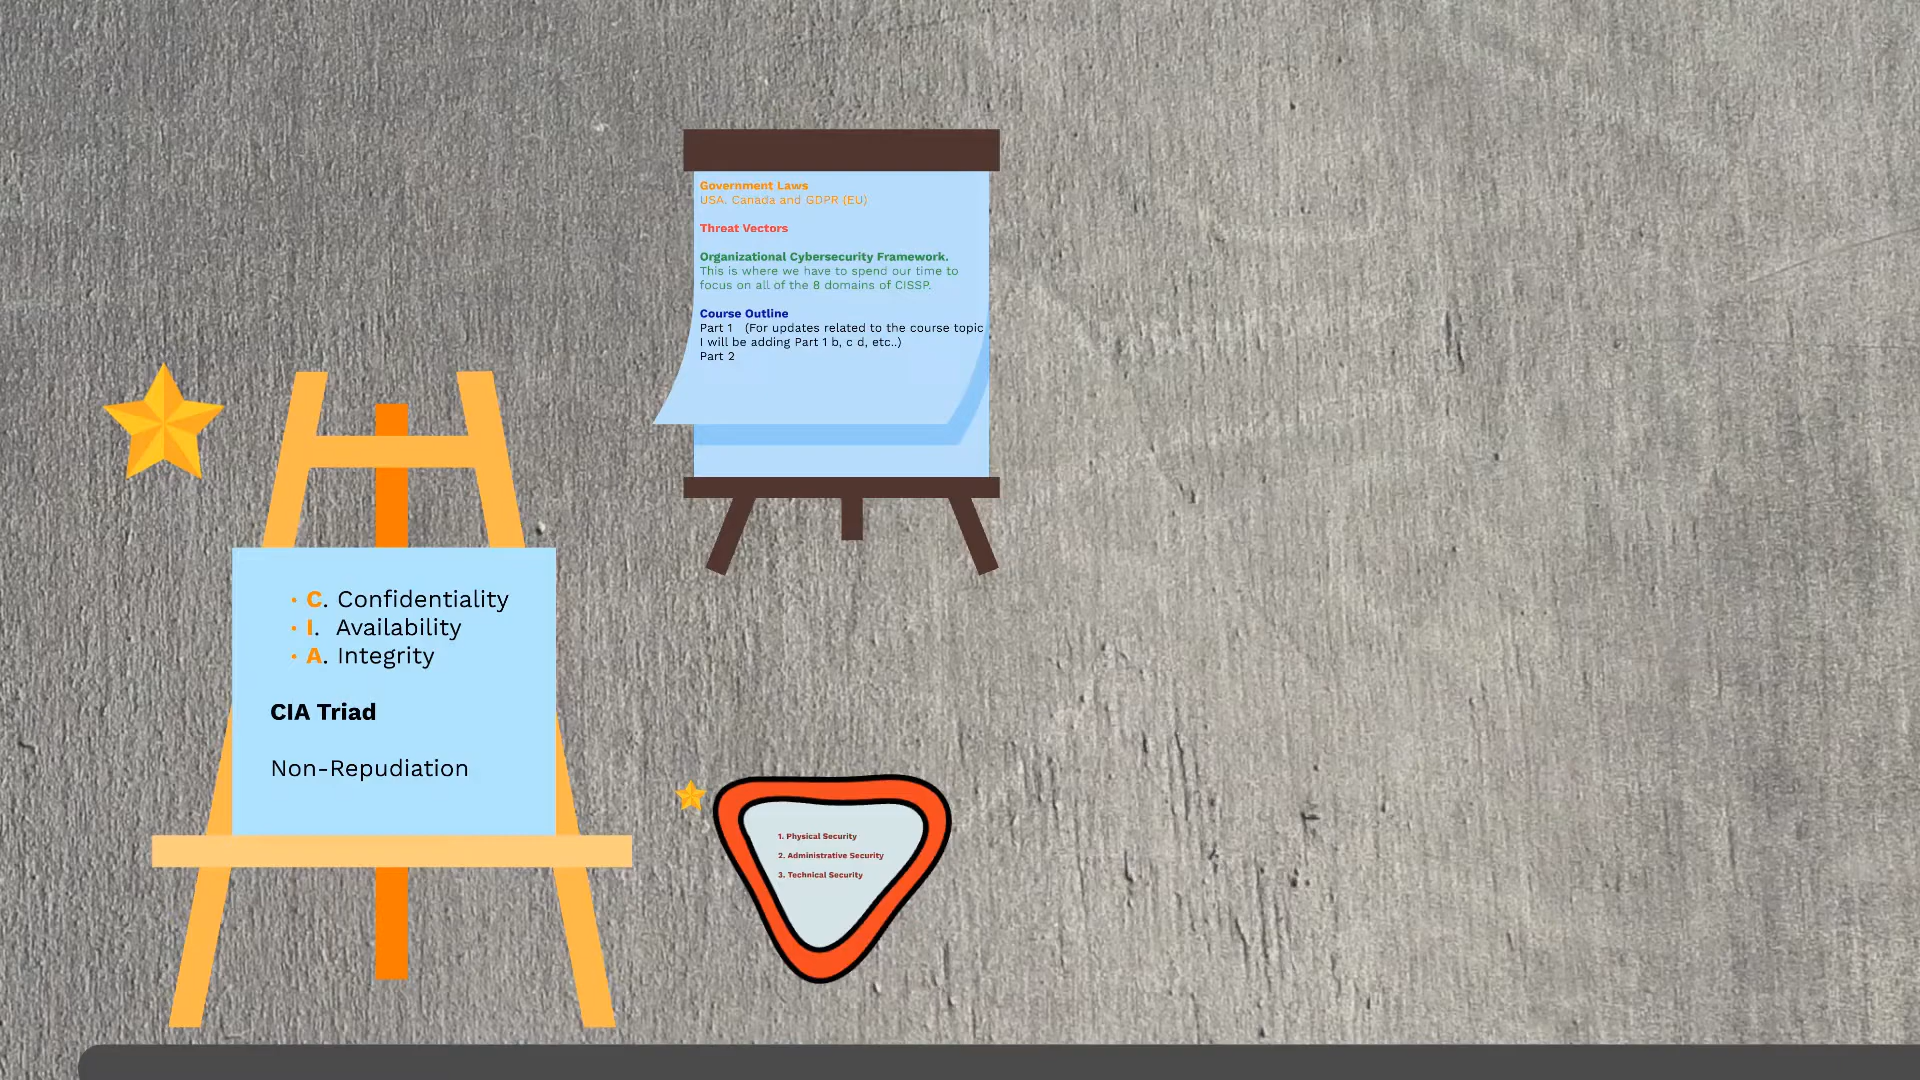 Government Laws
USA. Canada and GDPR (EU)
Threat Vectors
Organizational Cybersecurity Framework.
This is where we have to spend our time to
focus on all of the 8 domains of CISSP.
Course Outline
Part 1 (For updates related to the course topic
I will be adding Part 1 b, c d, etc..)
Part 2
• C. Confidentiality
• I. Availability
• A. Integrity
CIA Triad
Non-Repudiation
1. Physical Security
2. Administrative Security
3. Technical Security